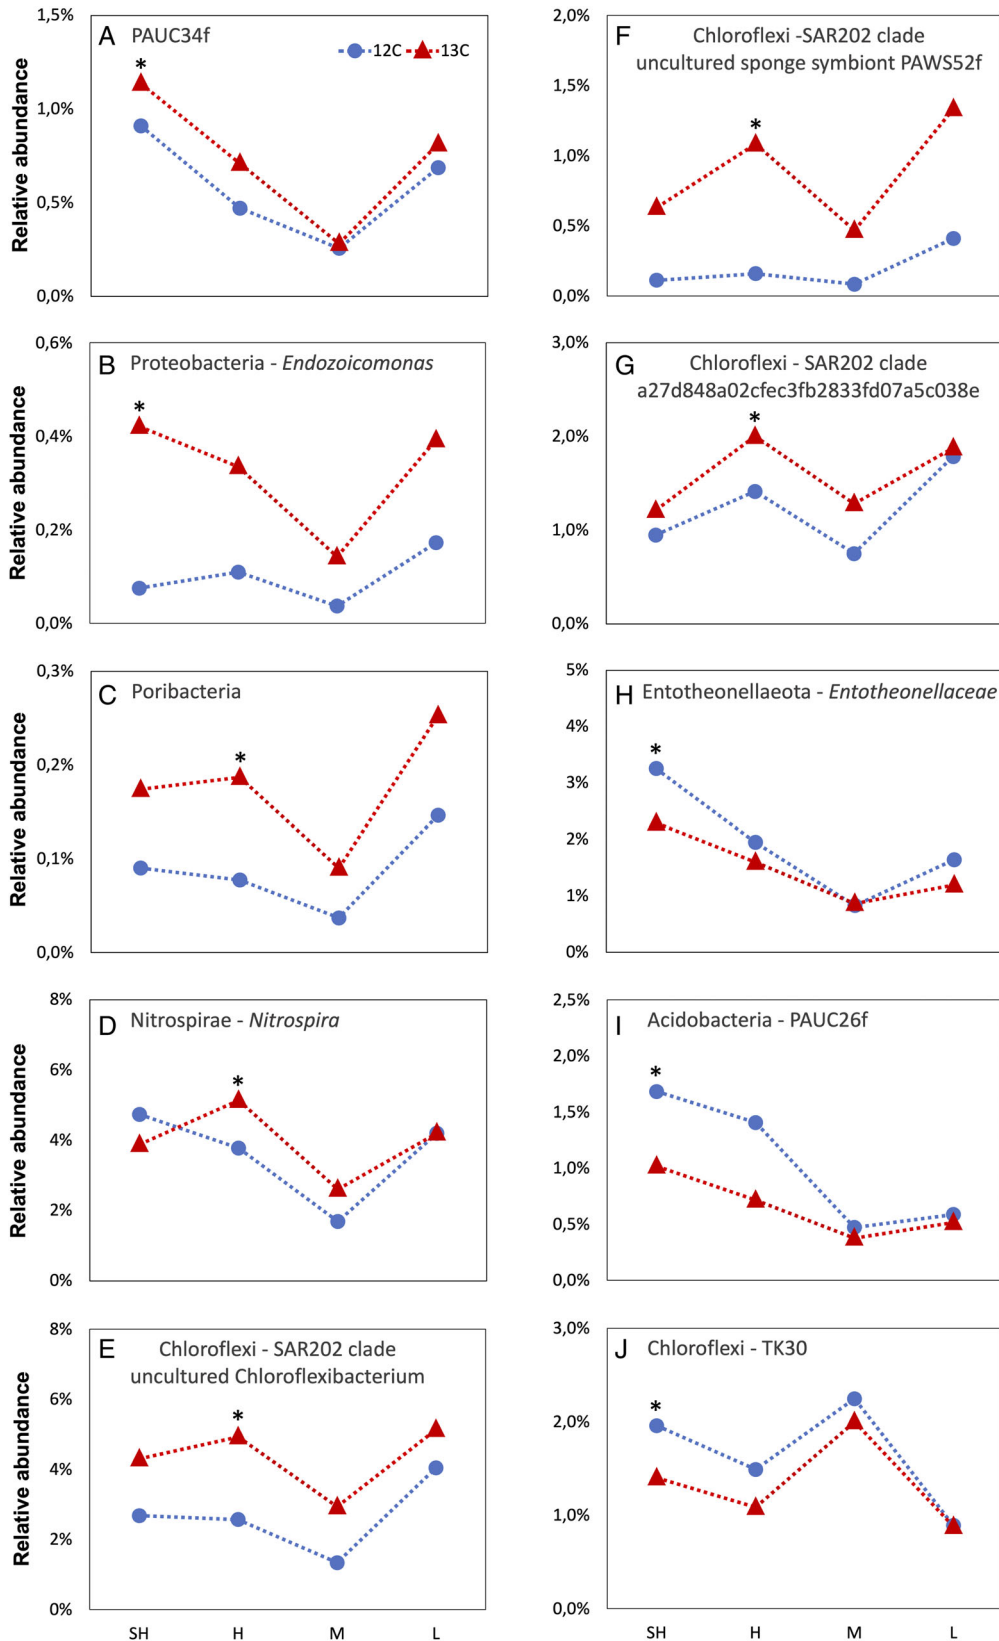 A PAUC34f
12C 13C
*
Relative abundance
1,5%
1,0%
0,5%
0,0%
B Proteobacteria - Endozoicomonas
*
Relative abundance
0,6%
0,4%
0,2%
0,0%
C Poribacteria
*
Relative abundance
0,3%
0,2%
0,1%
0,0%
D Nitrospirae - Nitrospira
*
Relative abundance
8%
6%
4%
2%
0%
E Chloroflexi - SAR202 clade
uncultured Chloroflexibacterium
*
Relative abundance
8%
6%
4%
2%
0%
SH H M L
F Chloroflexi -SAR202 clade
uncultured sponge symbiont PAWS52f
*
2,0%
1,5%
1,0%
0,5%
0,0%
G Chloroflexi - SAR202 clade
a27d848a02cfec3fb2833fd07a5c038e
*
3,0%
2,0%
1,0%
0,0%
H Entotheonellaeota - Entotheonellaceae
*
5%
4%
3%
2%
1%
0%
I Acidobacteria - PAUC26f
*
2,5%
2,0%
1,5%
1,0%
0,5%
0,0%
J Chloroflexi - TK30
*
3,0%
2,0%
1,0%
0,0%
SH H M L